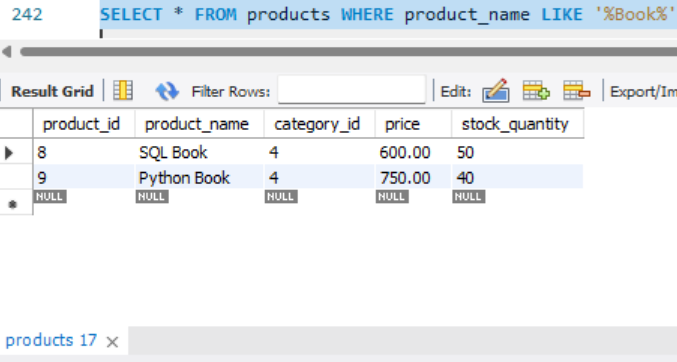 242 SELECT * FROM products WHERE product_name LIKE '%Book%'
Result Grid Filter Rows: Edit: Export/Im
product_id product_name category_id price stock_quantity
8 SQL Book 4 600.00 50
9 Python Book 4 750.00 40
NULL NULL NULL NULL NULL
products 17